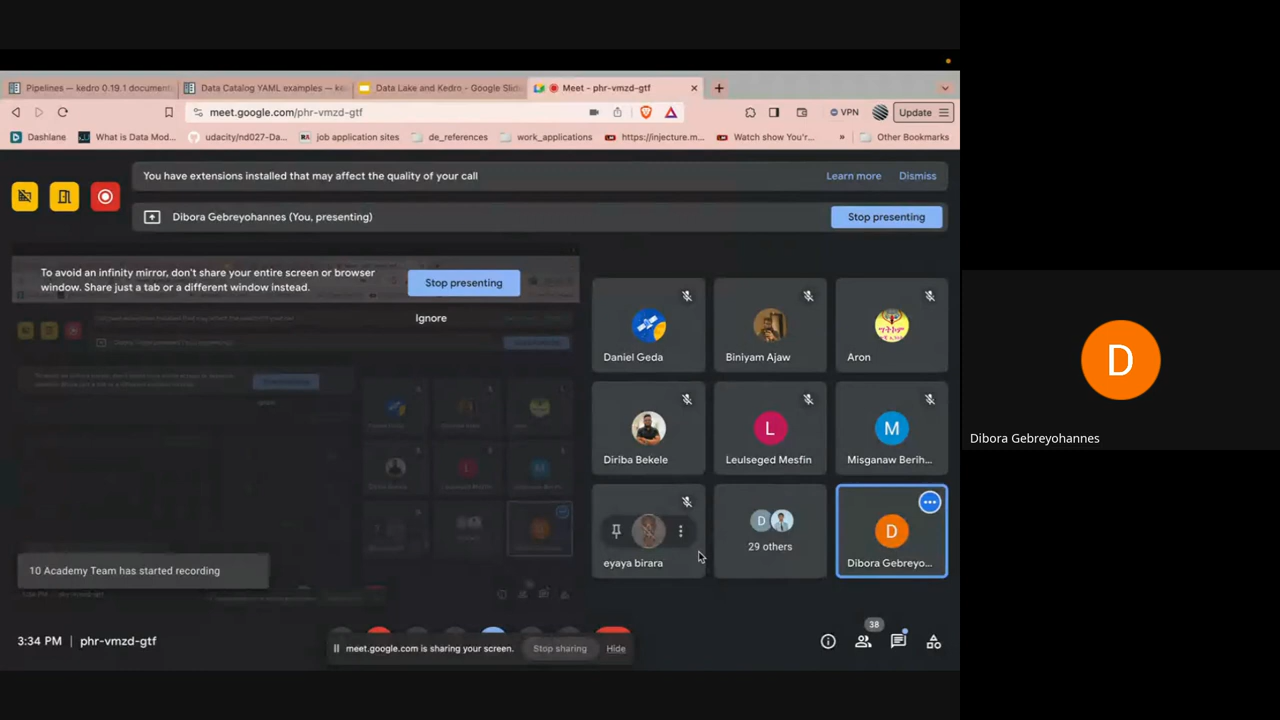 Pipelines — kedro 0.19.1 document
Data Catalog YAML examples — ke
Data Lake and Kedro - Google Slid
Meet - phr-vmzd-gtf
meet.google.com/phr-vmzd-gtf
VPN
Update
Dashlane
What is Data Mod...
udacity/nd027-Da...
RA
job application sites
de_references
work_applications
https://injecture.m...
Watch show You'r...
»
Other Bookmarks
You have extensions installed that may affect the quality of your call
Learn more
Dismiss
Dibora Gebreyohannes (You, presenting)
Stop presenting
To avoid an infinity mirror, don't share your entire screen or browser
window. Share just a tab or a different window instead.
Stop presenting
Ignore
Daniel Geda
Biniyam Ajaw
Aron
Diriba Bekele
L
Leulseged Mesfin
M
Misganaw Berih...
eyaya birara
D
29 others
D
Dibora Gebreyo...
10 Academy Team has started recording
3:34 PM | phr-vmzd-gtf
meet.google.com is sharing your screen.
Stop sharing
Hide
38
D
Dibora Gebreyohannes